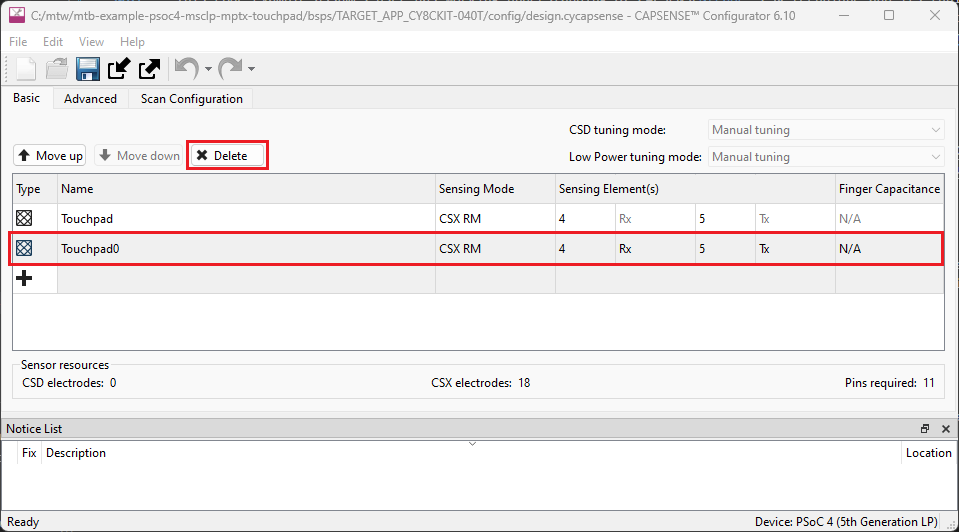 C:/mtw/mtb-example-psoc4-msclp-mptx-touchpad/bsps/TARGET_APP_CY8CKIT-040T/config/design.cycapsense - CAPSENSE™ Configurator 6.10
File Edit View Help
Basic Advanced Scan Configuration
CSD tuning mode: Manual tuning
Move up Move down Delete Low Power tuning mode: Manual tuning
Type Name Sensing Mode Sensing Element(s) Finger Capacitance
Touchpad CSX RM 4 Rx 5 Tx N/A
Touchpad0 CSX RM 4 Rx 5 Tx N/A
Sensor resources
CSD electrodes: 0 CSX electrodes: 18 Pins required: 11
Notice List
Fix Description Location
Ready Device: PSoC 4 (5th Generation LP)